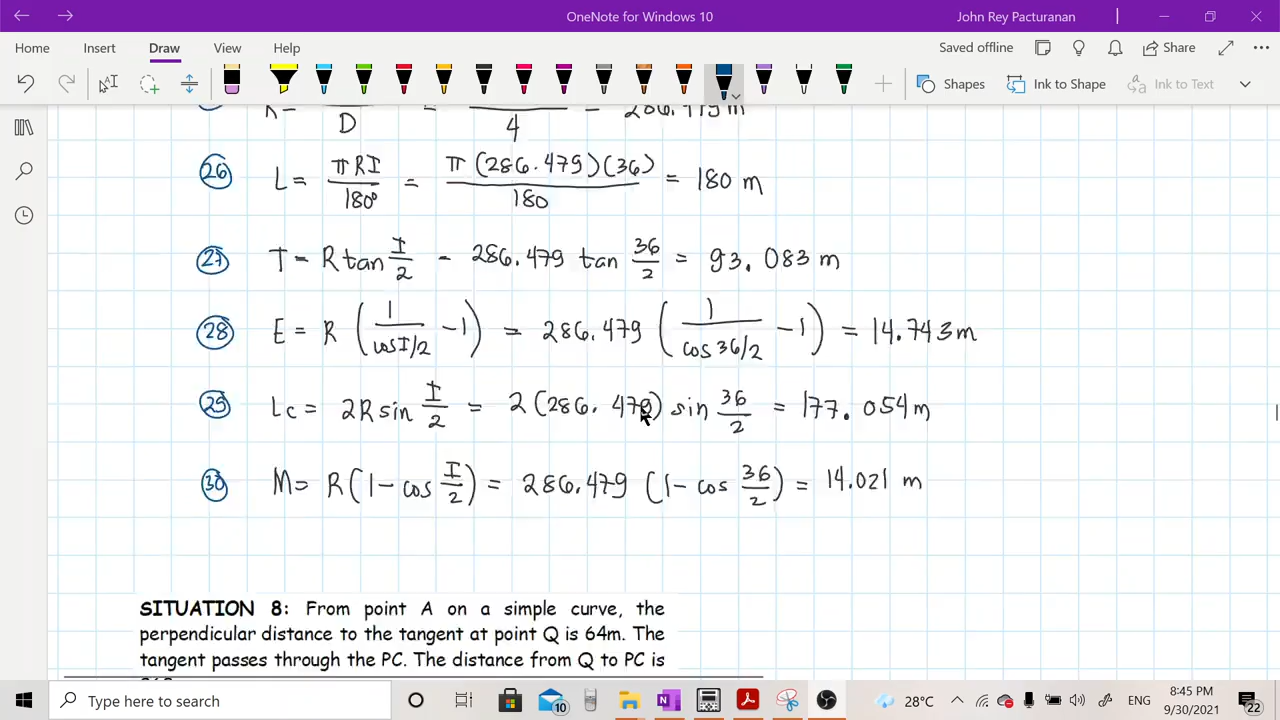 OneNote for Windows 10
John Rey Pacturanan
Home Insert Draw View Help
Saved offline
Share
Shapes
Ink to Shape
Ink to Text
D = 4 = 286.479 m
26 L = πRI / 180° = π(286.479)(36) / 180 = 180 m
27 T = R tan I/2 = 286.479 tan 36/2 = 93.083 m
28 E = R (1 / cos I/2 - 1) = 286.479 (1 / cos 36/2 - 1) = 14.743 m
29 Lc = 2R sin I/2 = 2(286.479) sin 36/2 = 177.054 m
30 M = R(1 - cos I/2) = 286.479 (1 - cos 36/2) = 14.021 m
SITUATION 8: From point A on a simple curve, the
perpendicular distance to the tangent at point Q is 64m. The
tangent passes through the PC. The distance from Q to PC is
Type here to search
10
28°C
ENG
8:45 PM
9/30/2021
22